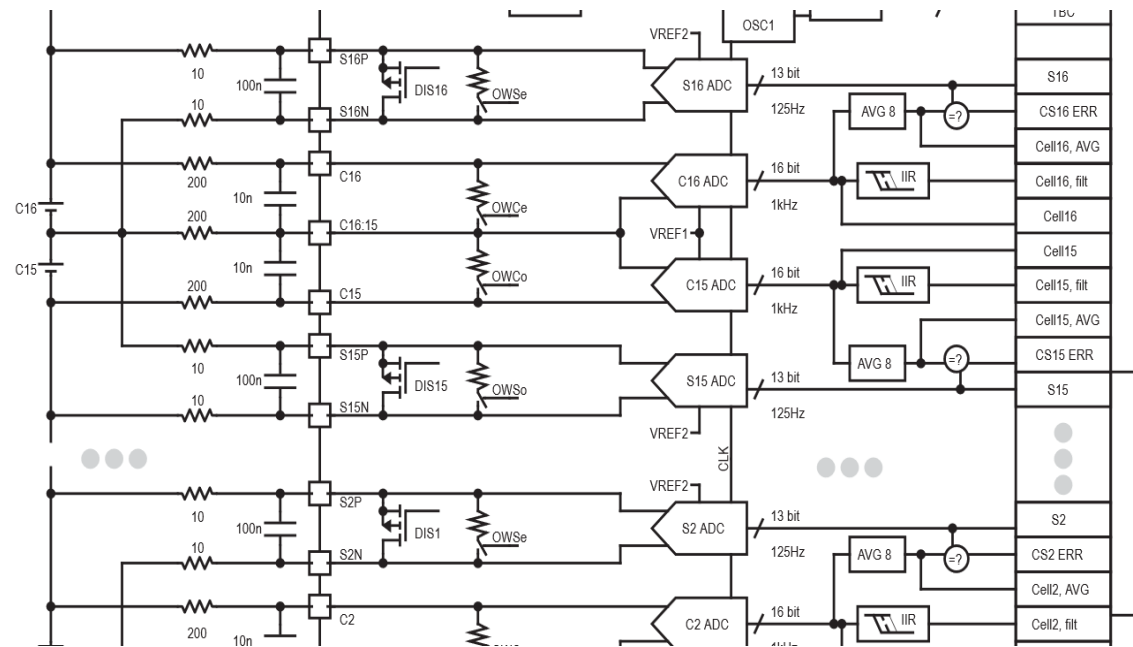 OSC1
TBC
VREF2
10
100n
S16P
DIS16
OWSe
S16 ADC
13 bit
125Hz
S16
10
S16N
AVG 8
=?
CS16 ERR
Cell16, AVG
200
C16
10n
OWCe
C16 ADC
16 bit
1kHz
IIR
Cell16, filt
C16
200
C16:15
VREF1
Cell16
C15
10n
OWCo
C15 ADC
16 bit
1kHz
Cell15
IIR
Cell15, filt
200
C15
Cell15, AVG
10
100n
S15P
DIS15
OWSo
S15 ADC
13 bit
125Hz
AVG 8
=?
CS15 ERR
S15
10
S15N
VREF2
CLK
VREF2
10
100n
S2P
DIS1
OWSe
S2 ADC
13 bit
125Hz
S2
10
S2N
AVG 8
=?
CS2 ERR
Cell2, AVG
200
10n
C2
C2 ADC
16 bit
IIR
Cell2, filt